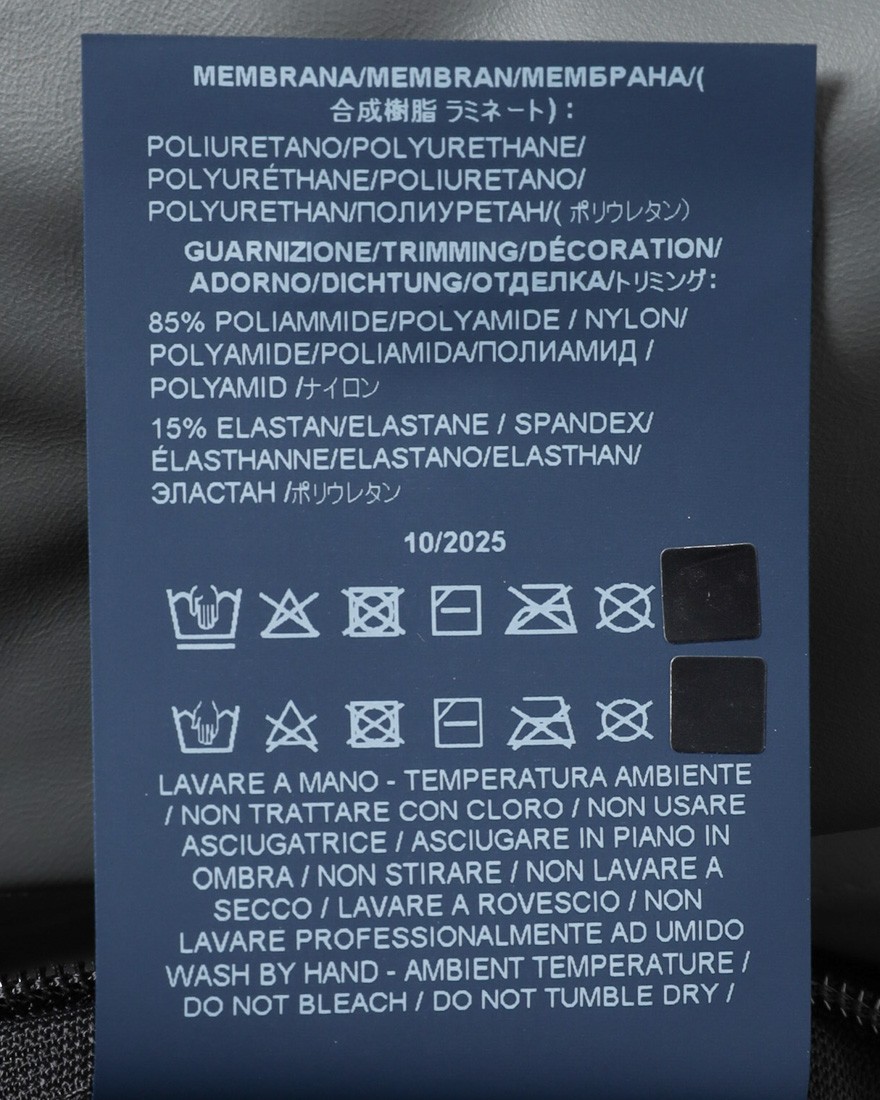 MEMBRANA/MEMBRAN/МЕМБРАНА/(
合成樹脂 ラミネート) :
POLIURETANO/POLYURETHANE/
POLYURÉTHANE/POLIURETANO/
POLYURETHAN/ПОЛИУРЕТАН/( ポリウレタン)
GUARNIZIONE/TRIMMING/DÉCORATION/
ADORNO/DICHTUNG/ОТДЕЛКА/トリミング:
85% POLIAMMIDE/POLYAMIDE / NYLON/
POLYAMIDE/POLIAMIDA/ПОЛИАМИД /
POLYAMID /ナイロン
15% ELASTAN/ELASTANE / SPANDEX/
ÉLASTHANNE/ELASTANO/ELASTHAN/
ЭЛАСТАН /ポリウレタン
10/2025
LAVARE A MANO - TEMPERATURA AMBIENTE
/ NON TRATTARE CON CLORO / NON USARE
ASCIUGATRICE / ASCIUGARE IN PIANO IN
OMBRA / NON STIRARE / NON LAVARE A
SECCO / LAVARE A ROVESCIO / NON
LAVARE PROFESSIONALMENTE AD UMIDO
WASH BY HAND - AMBIENT TEMPERATURE /
DO NOT BLEACH / DO NOT TUMBLE DRY /